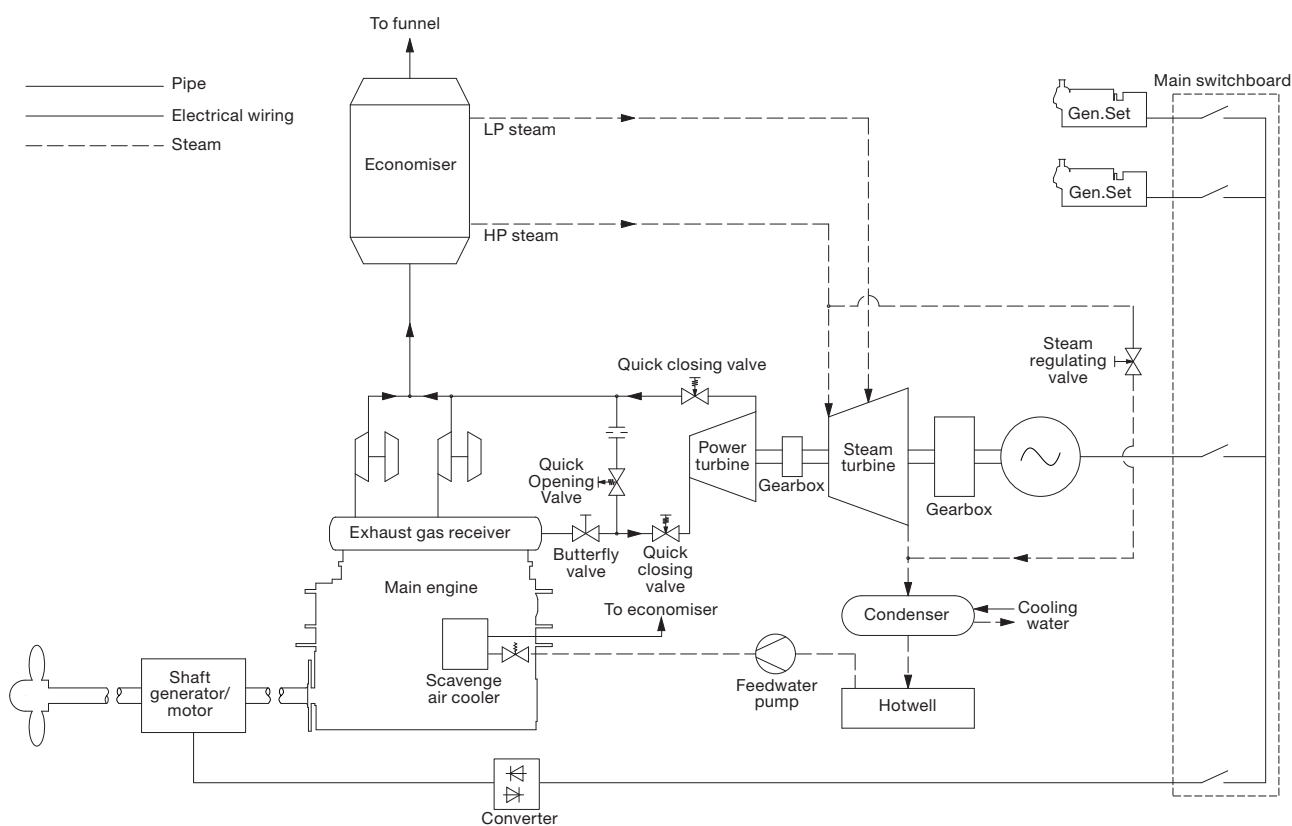 To funnel
Pipe
Electrical wiring
Steam
Main switchboard
Gen.Set
Gen.Set
LP steam
Economiser
HP steam
Steam
regulating
valve
Quick closing valve
Power
turbine
Steam
turbine
Quick
Opening
Valve
Gearbox
Gearbox
Exhaust gas receiver
Butterfly
valve
Quick
closing
valve
Main engine
To economiser
Condenser
Cooling
water
Scavenge
air cooler
Feedwater
pump
Hotwell
Shaft
generator/
motor
Converter